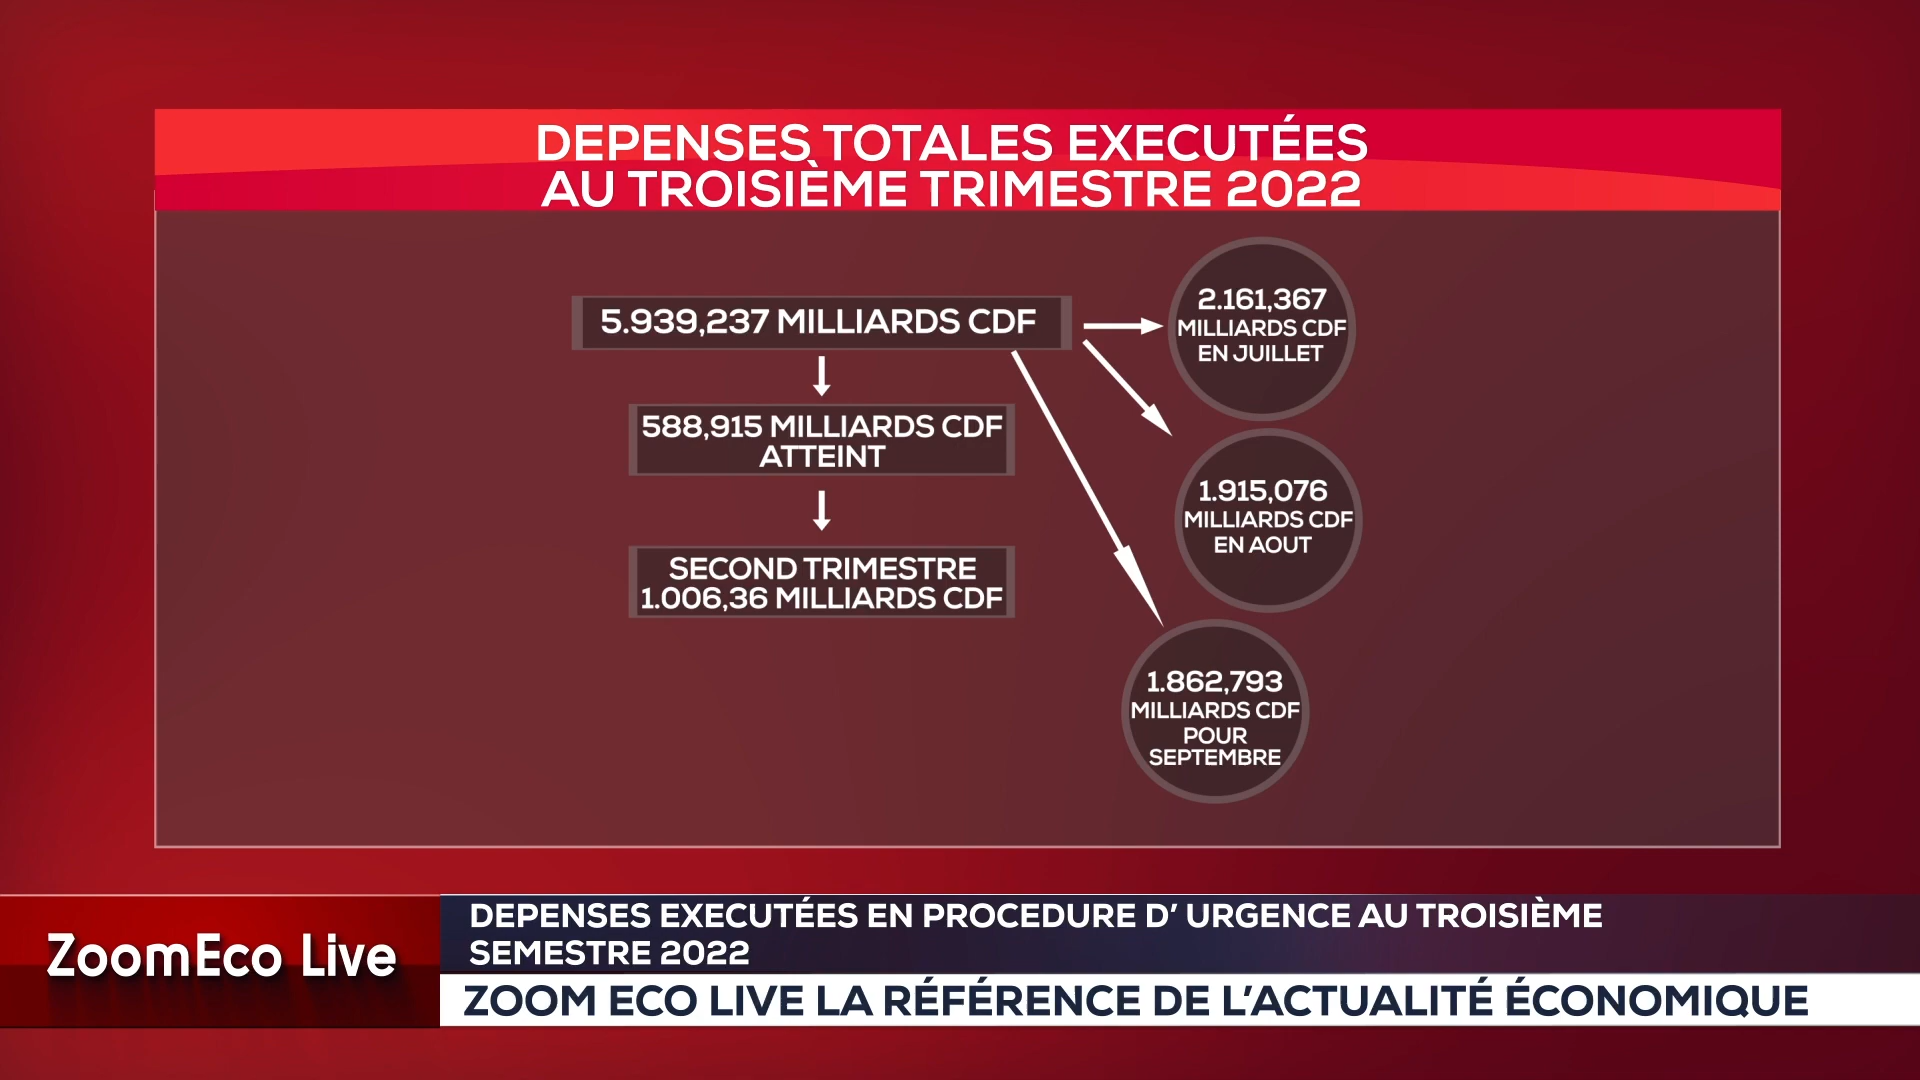 DEPENSES TOTALES EXECUTÉES
AU TROISIÈME TRIMESTRE 2022
5.939,237 MILLIARDS CDF
588,915 MILLIARDS CDF
ATTEINT
SECOND TRIMESTRE
1.006,36 MILLIARDS CDF
2.161,367
MILLIARDS CDF
EN JUILLET
1.915,076
MILLIARDS CDF
EN AOUT
1.862,793
MILLIARDS CDF
POUR
SEPTEMBRE
ZoomEco Live
DEPENSES EXECUTÉES EN PROCEDURE D' URGENCE AU TROISIÈME
SEMESTRE 2022
ZOOM ECO LIVE LA RÉFÉRENCE DE L'ACTUALITÉ ÉCONOMIQUE